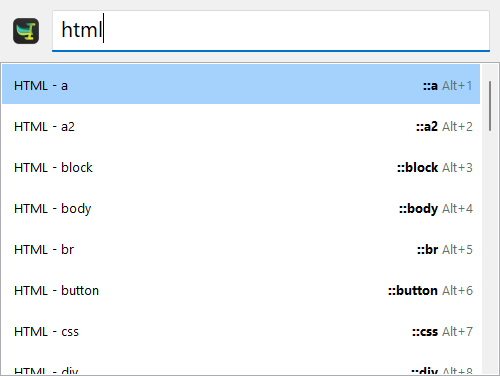 html
HTML - a ::a Alt+1
HTML - a2 ::a2 Alt+2
HTML - block ::block Alt+3
HTML - body ::body Alt+4
HTML - br ::br Alt+5
HTML - button ::button Alt+6
HTML - css ::css Alt+7
HTML - div ::div Alt+8